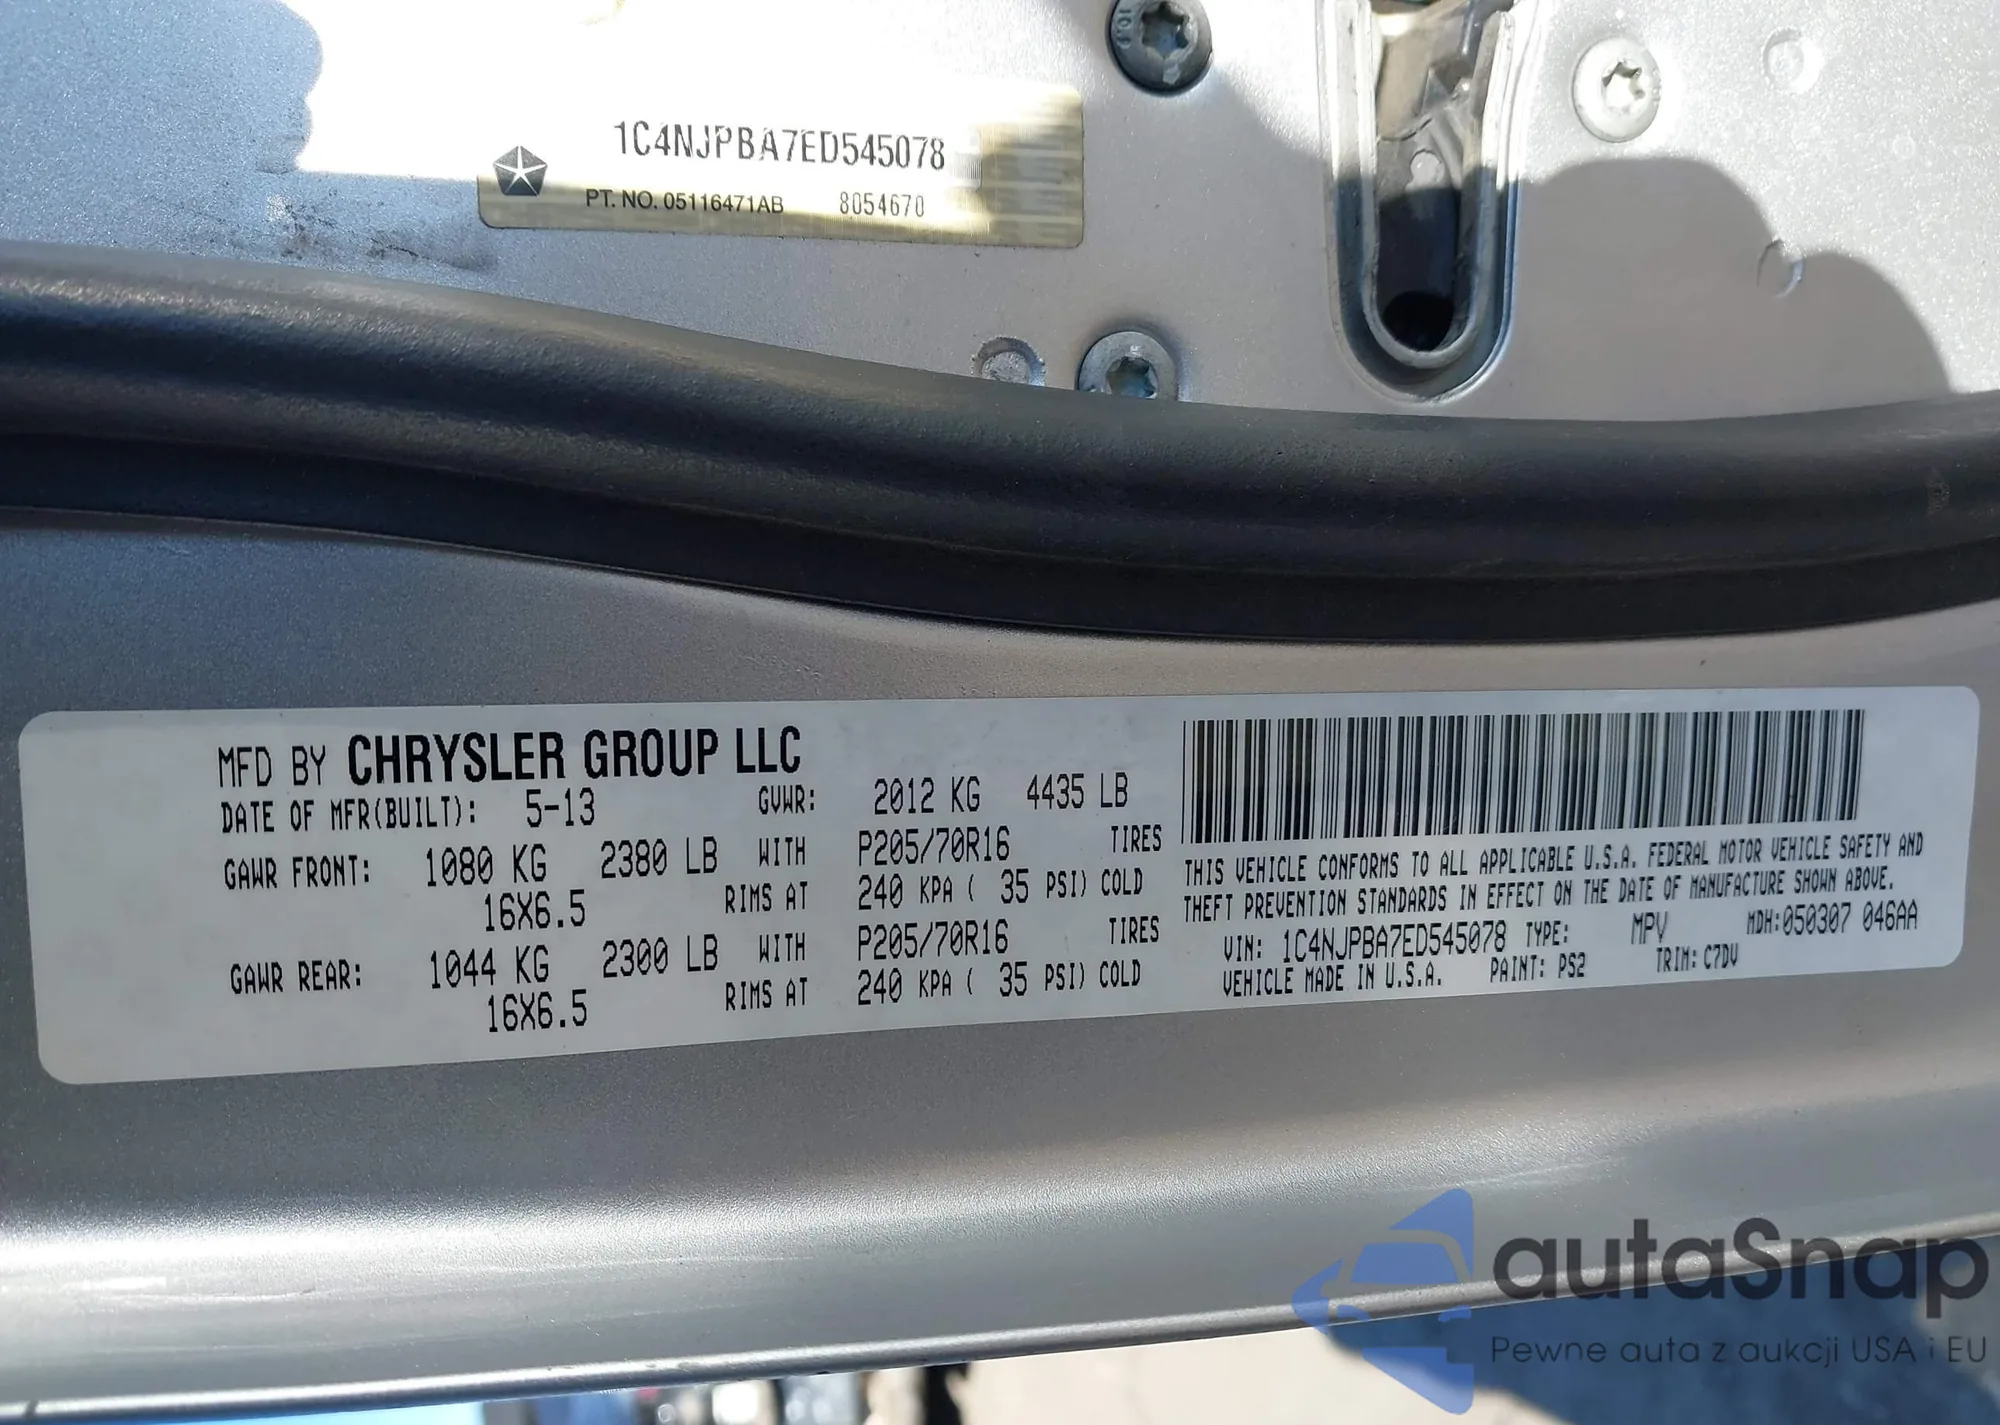 10.9
1C4NJPBA7ED545078
PT. NO. 05116471AB 8054670
MFD BY CHRYSLER GROUP LLC
DATE OF MFR(BUILT): 5-13 GVWR: 2012 KG 4435 LB
GAWR FRONT: 1080 KG 2380 LB WITH P205/70R16 TIRES
16X6.5 RIMS AT 240 KPA ( 35 PSI) COLD
GAWR REAR: 1044 KG 2300 LB WITH P205/70R16 TIRES
16X6.5 RIMS AT 240 KPA ( 35 PSI) COLD
THIS VEHICLE CONFORMS TO ALL APPLICABLE U.S.A. FEDERAL MOTOR VEHICLE SAFETY AND
THEFT PREVENTION STANDARDS IN EFFECT ON THE DATE OF MANUFACTURE SHOWN ABOVE.
VIN: 1C4NJPBA7ED545078 TYPE: MPV MDH:050307 046AA
VEHICLE MADE IN U.S.A. PAINT: PS2 TRIM: C7DV
autaSnap
Pewne auta z aukcji USA i EU